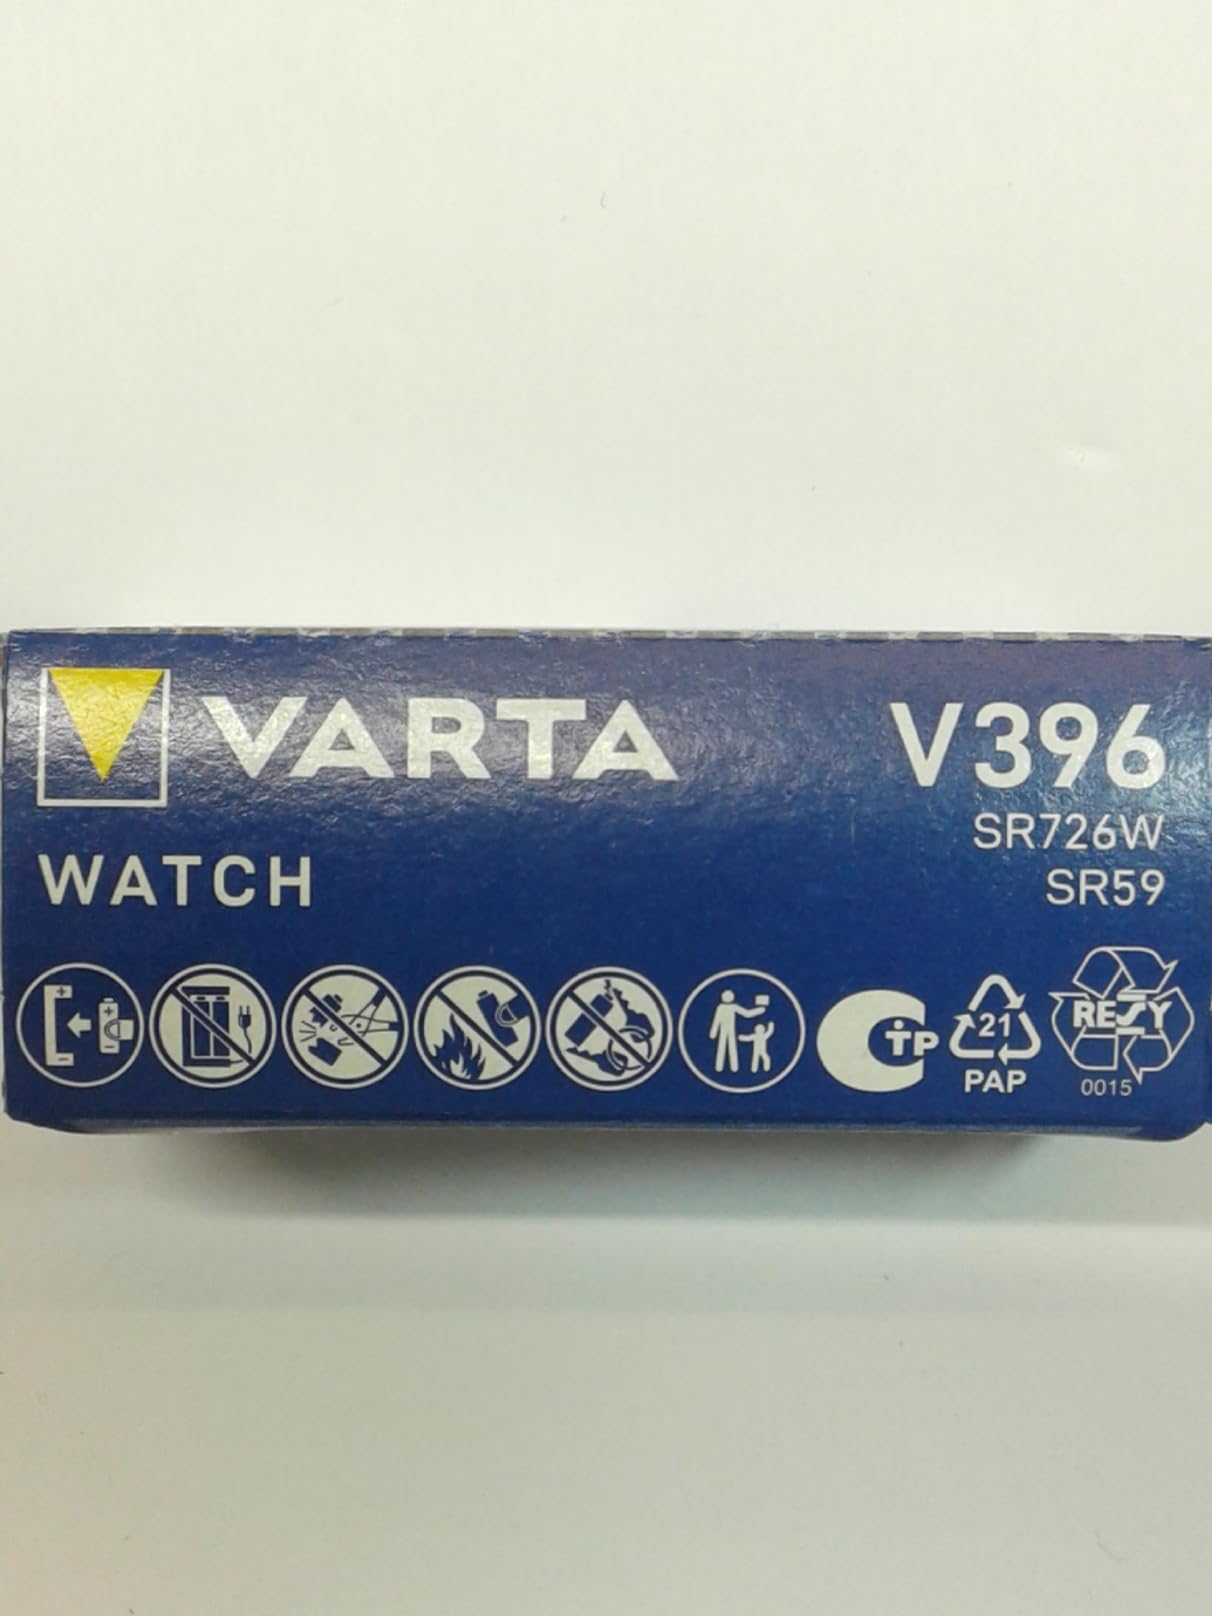 VARTA
V396
SR726W
SR59
WATCH
+
-
+
-
TP
21
PAP
RESY
0015